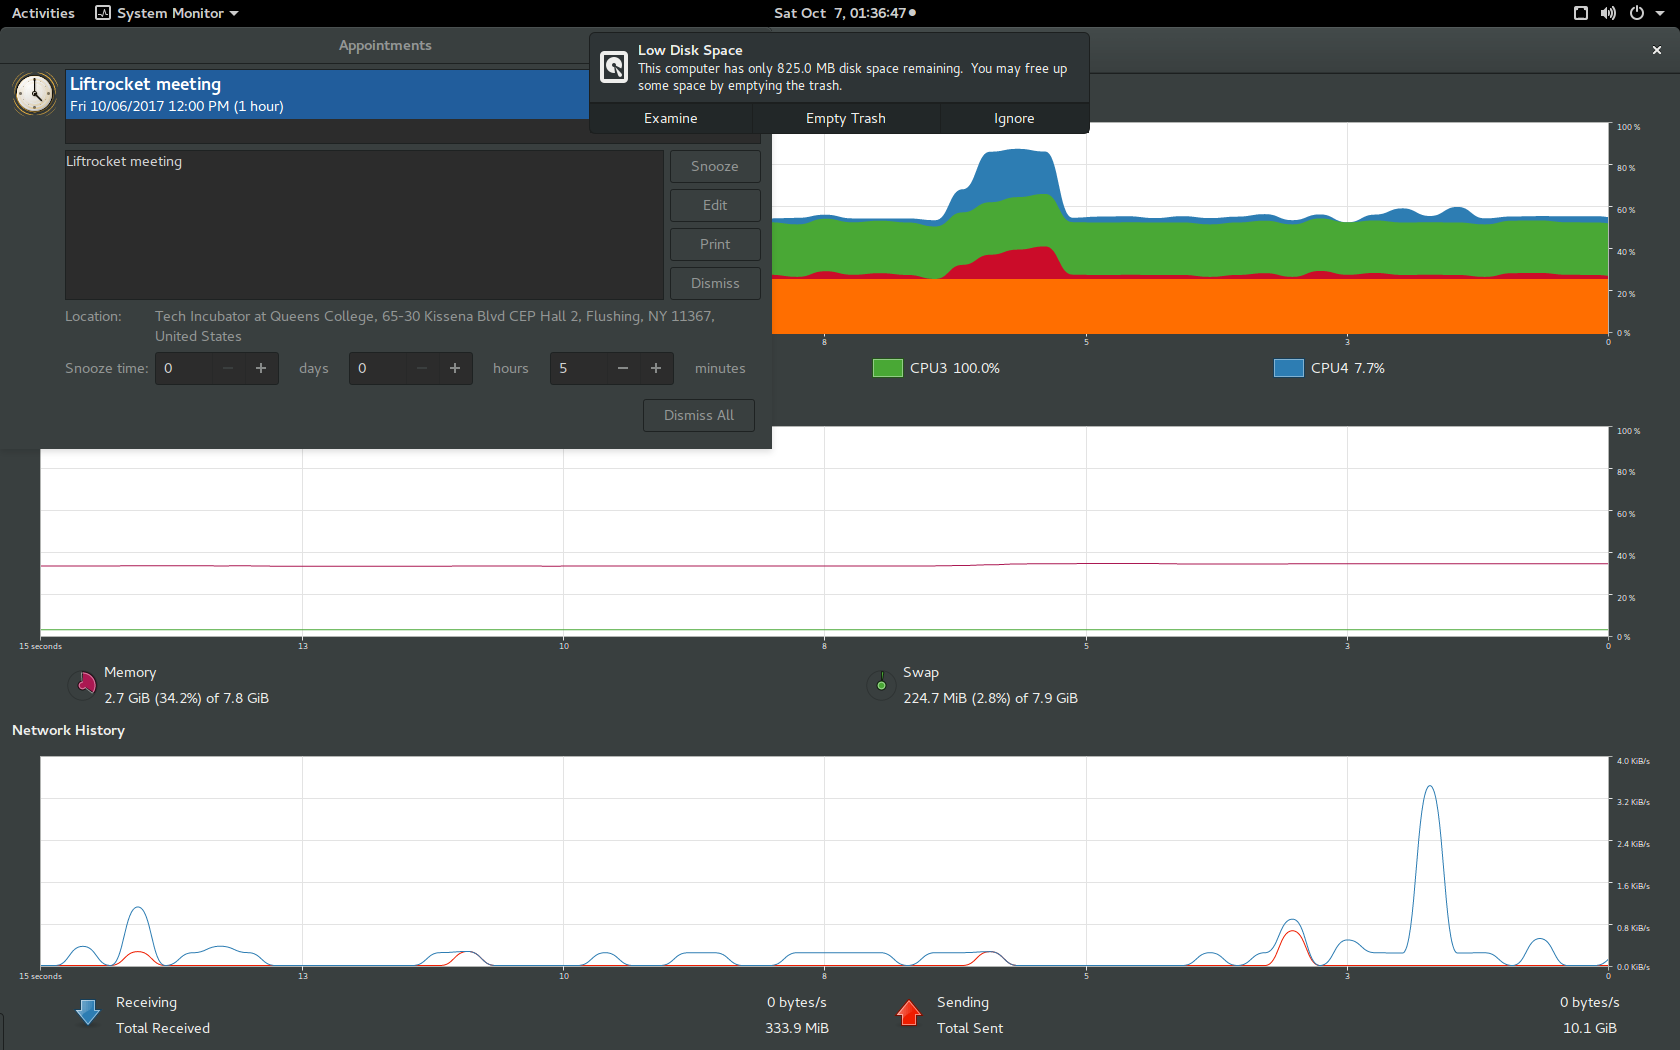 Activities
System Monitor
Sat Oct 7, 01:36:47
Appointments
Liftrocket meeting
Fri 10/06/2017 12:00 PM (1 hour)
Low Disk Space
This computer has only 825.0 MB disk space remaining. You may free up
some space by emptying the trash.
Examine
Empty Trash
Ignore
Liftrocket meeting
Snooze
Edit
Print
Dismiss
Location:
Tech Incubator at Queens College, 65-30 Kissena Blvd CEP Hall 2, Flushing, NY 11367,
United States
Snooze time:
0 − +
days
0 − +
hours
5 − +
minutes
Dismiss All
100 %
80 %
60 %
40 %
20 %
0 %
8
5
3
0
CPU3 100.0%
CPU4 7.7%
100 %
80 %
60 %
40 %
20 %
0 %
15 seconds
13
10
8
5
3
0
Memory
2.7 GiB (34.2%) of 7.8 GiB
Swap
224.7 MiB (2.8%) of 7.9 GiB
Network History
4.0 KiB/s
3.2 KiB/s
2.4 KiB/s
1.6 KiB/s
0.8 KiB/s
0.0 KiB/s
15 seconds
13
10
8
5
3
0
Receiving
0 bytes/s
Total Received
333.9 MiB
Sending
0 bytes/s
Total Sent
10.1 GiB